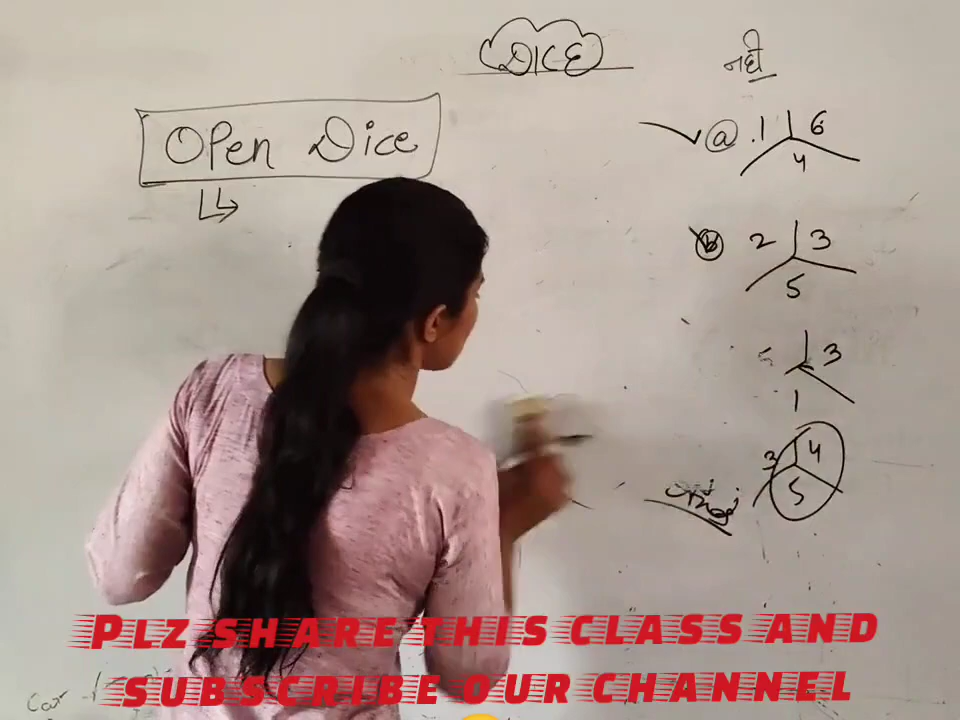 DICE
नही
Open Dice
@ .1 6
4
b 2 3
5
3
1
3 4
5
PLZ SHARE THIS CLASS AND
SUBSCRIBE OUR CHANNEL
Car